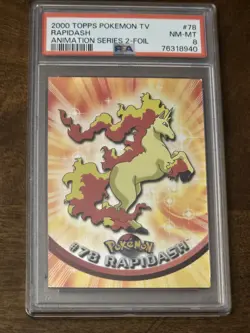 2000 TOPPS POKEMON TV #78
RAPIDASH NM-MT
ANIMATION SERIES 2-FOIL 8
PSA 76318940
POKéMON
#78 RAPIDASH